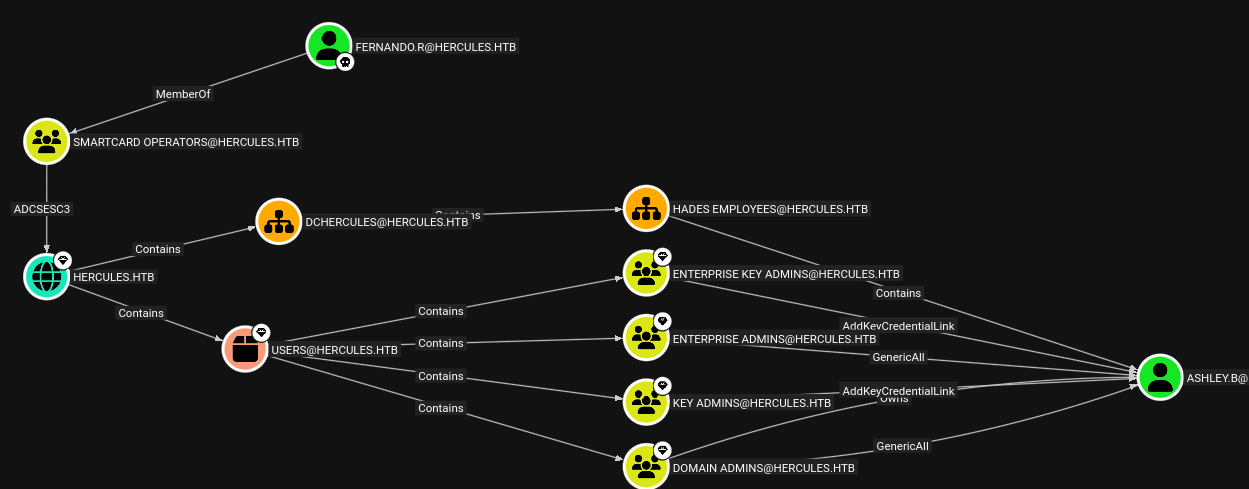 FERNANDO.R@HERCULES.HTB
MemberOf
SMARTCARD OPERATORS@HERCULES.HTB
ADCSESC3
HERCULES.HTB
Contains
DCHERCULES@HERCULES.HTB
Contains
HADES EMPLOYEES@HERCULES.HTB
Contains
Contains
USERS@HERCULES.HTB
Contains
ENTERPRISE KEY ADMINS@HERCULES.HTB
AddKeyCredentialLink
Contains
ENTERPRISE ADMINS@HERCULES.HTB
GenericAll
Contains
KEY ADMINS@HERCULES.HTB
AddKeyCredentialLink
Owns
Contains
DOMAIN ADMINS@HERCULES.HTB
GenericAll
ASHLEY.B@